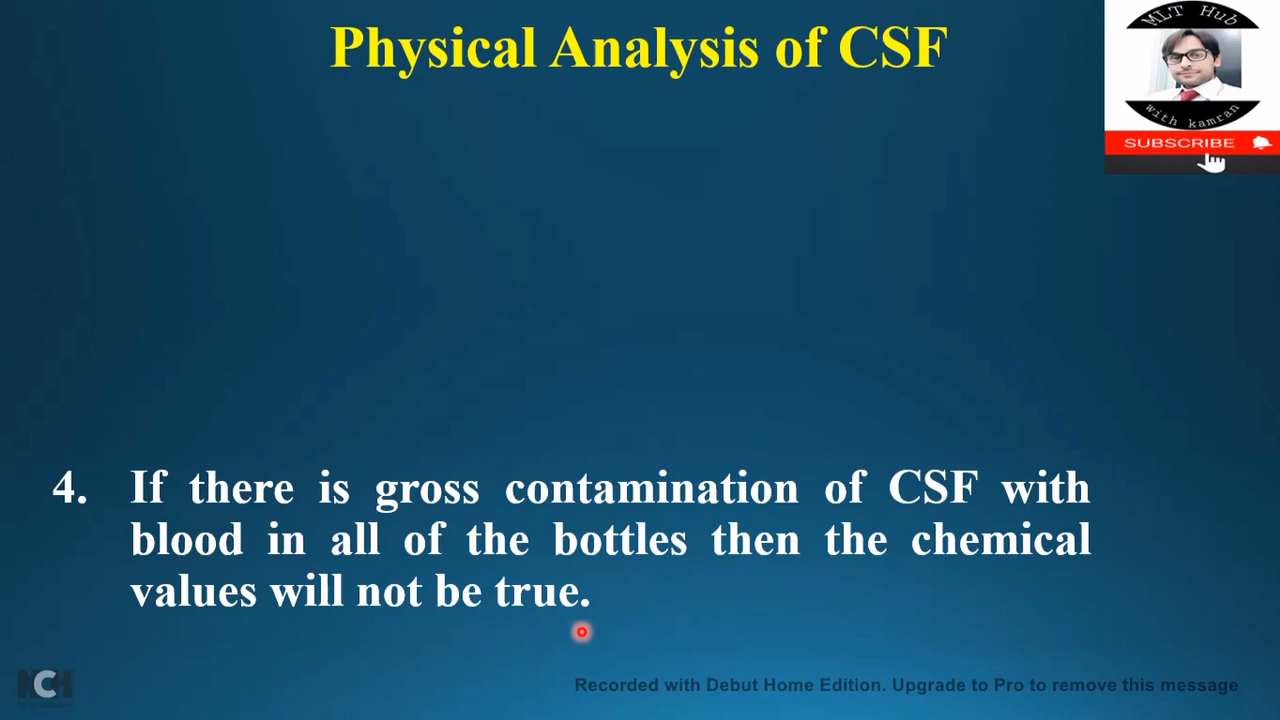 Physical Analysis of CSF
MLT Hub
with kamran
SUBSCRIBE
4. If there is gross contamination of CSF with
blood in all of the bottles then the chemical
values will not be true.
NCH
Recorded with Debut Home Edition. Upgrade to Pro to remove this message